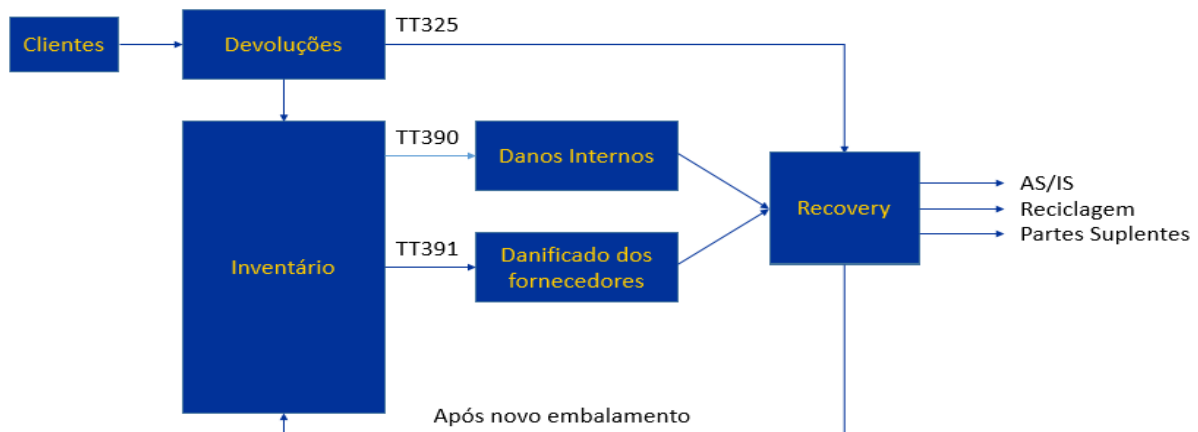 TT325
Clientes
Devoluções
TT390
Danos Internos
AS/IS
Recovery
Reciclagem
Partes Suplentes
TT391
Inventário
Danificado dos
fornecedores
Após novo embalamento